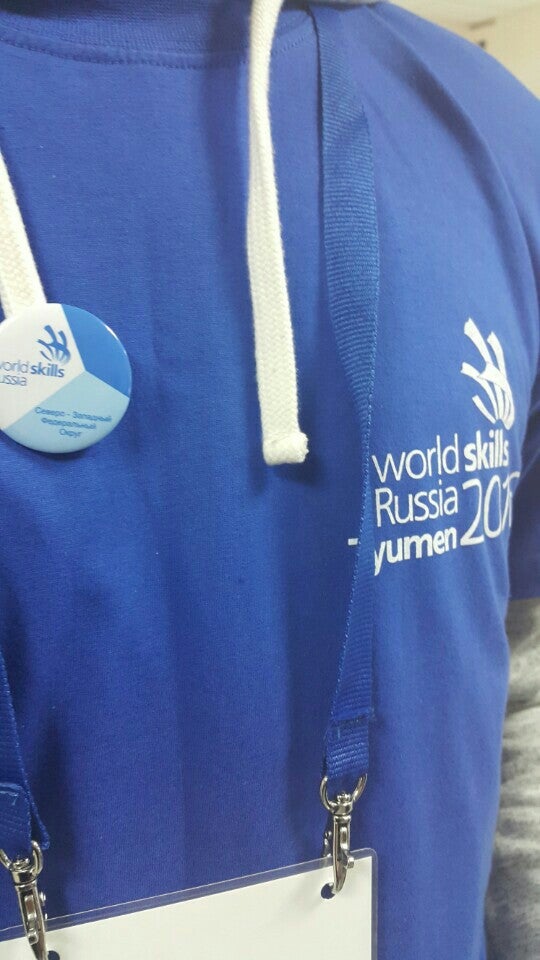 world skills
Russia
Северо - Западный
Федеральный
Округ
world skills
Russia
yumen